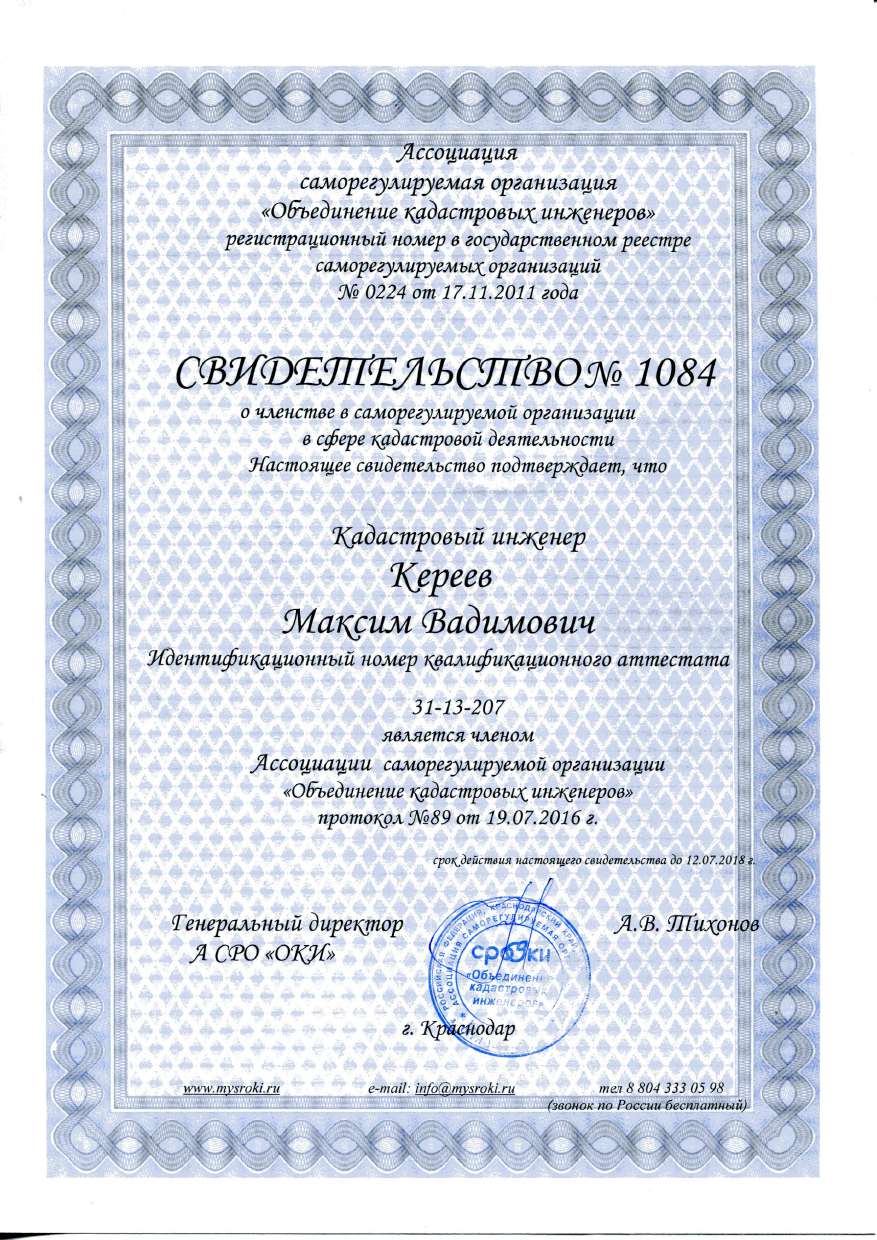 Ассоциация
саморегулируемая организация
«Объединение кадастровых инженеров»
регистрационный номер в государственном реестре
саморегулируемых организаций
№ 0224 от 17.11.2011 года
СВИДЕТЕЛЬСТВО№ 1084
о членстве в саморегулируемой организации
в сфере кадастровой деятельности
Настоящее свидетельство подтверждает, что
Кадастровый инженер
Кереев
Максим Вадимович
Идентификационный номер квалификационного аттестата
31-13-207
является членом
Ассоциации саморегулируемой организации
«Объединение кадастровых инженеров»
протокол №89 от 19.07.2016 г.
срок действия настоящего свидетельства до 12.07.2018 г.
Генеральный директор
А.В. Тихонов
А СРО «ОКИ»
РОССИЙСКАЯ ФЕДЕРАЦИЯ, КРАСНОДАРСКИЙ КРАЙ
АССОЦИАЦИЯ САМОРЕГУЛИРУЕМАЯ
«Объединение
кадастровых
инженеров»
г. Краснодар
www.mysroki.ru
e-mail: info@mysroki.ru
тел 8 804 333 05 98
(звонок по России бесплатный)